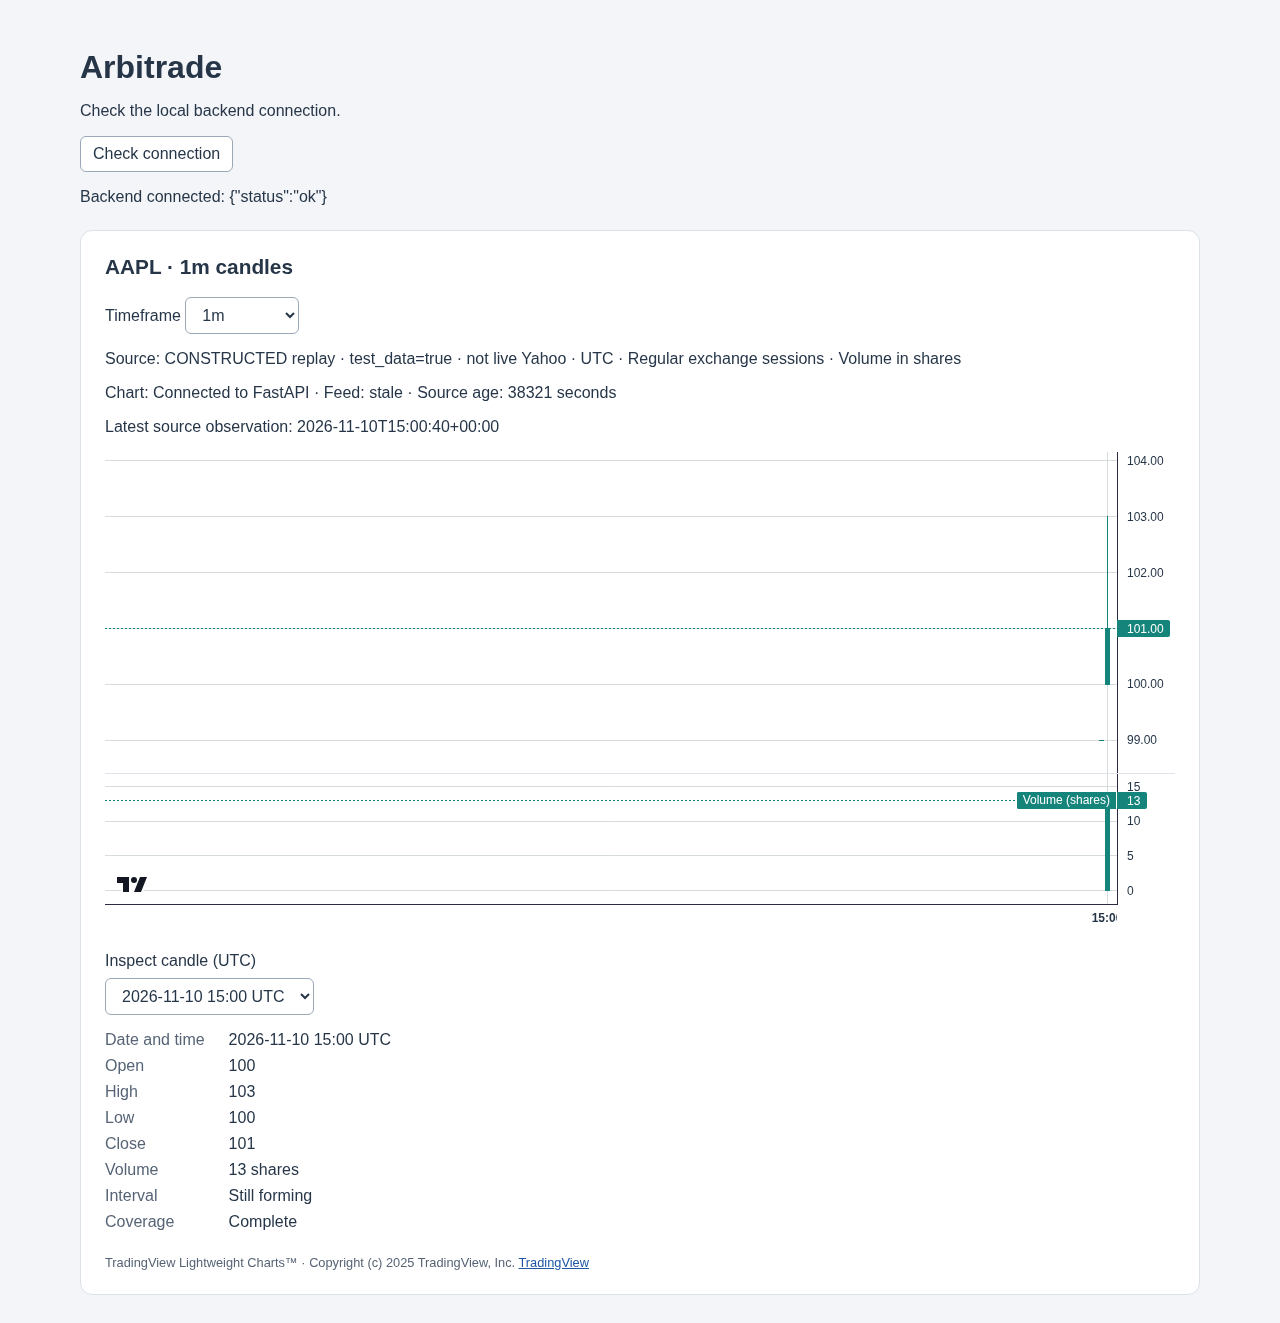 Arbitrade
Check the local backend connection.
Check connection
Backend connected: {"status":"ok"}
AAPL · 1m candles
Timeframe 1m
Source: CONSTRUCTED replay · test_data=true · not live Yahoo · UTC · Regular exchange sessions · Volume in shares
Chart: Connected to FastAPI · Feed: stale · Source age: 38321 seconds
Latest source observation: 2026-11-10T15:00:40+00:00
104.00
103.00
102.00
101.00
100.00
99.00
15
Volume (shares) 13
10
5
0
15:0
Inspect candle (UTC)
2026-11-10 15:00 UTC
Date and time 2026-11-10 15:00 UTC
Open 100
High 103
Low 100
Close 101
Volume 13 shares
Interval Still forming
Coverage Complete
TradingView Lightweight Charts™ · Copyright (c) 2025 TradingView, Inc. TradingView